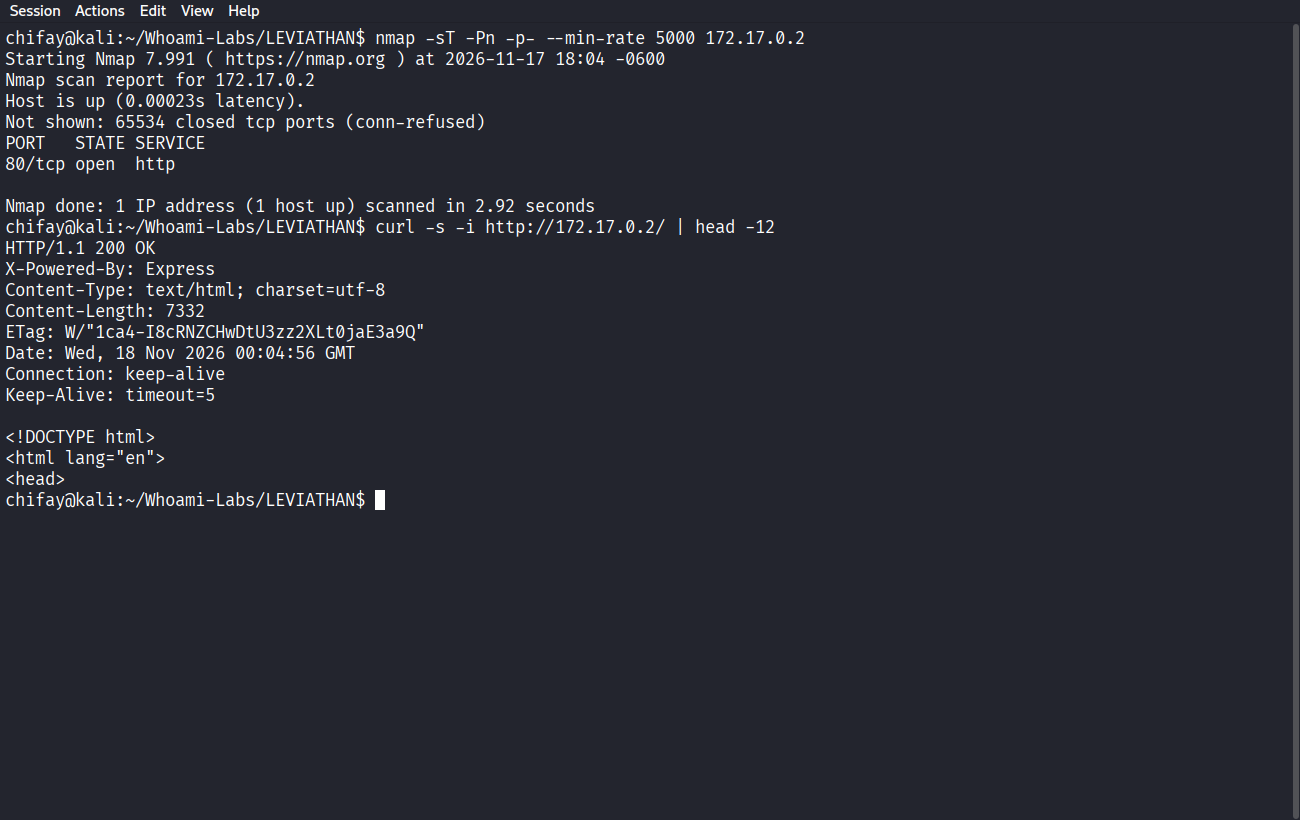 Session Actions Edit View Help
chifay@kali:~/Whoami-Labs/LEVIATHAN$ nmap -sT -Pn -p- --min-rate 5000 172.17.0.2
Starting Nmap 7.991 ( https://nmap.org ) at 2026-11-17 18:04 -0600
Nmap scan report for 172.17.0.2
Host is up (0.00023s latency).
Not shown: 65534 closed tcp ports (conn-refused)
PORT   STATE SERVICE
80/tcp open  http
Nmap done: 1 IP address (1 host up) scanned in 2.92 seconds
chifay@kali:~/Whoami-Labs/LEVIATHAN$ curl -s -i http://172.17.0.2/ | head -12
HTTP/1.1 200 OK
X-Powered-By: Express
Content-Type: text/html; charset=utf-8
Content-Length: 7332
ETag: W/"1ca4-I8cRNZCHwDtU3zz2XLt0jaE3a9Q"
Date: Wed, 18 Nov 2026 00:04:56 GMT
Connection: keep-alive
Keep-Alive: timeout=5
<!DOCTYPE html>
<html lang="en">
<head>
chifay@kali:~/Whoami-Labs/LEVIATHAN$